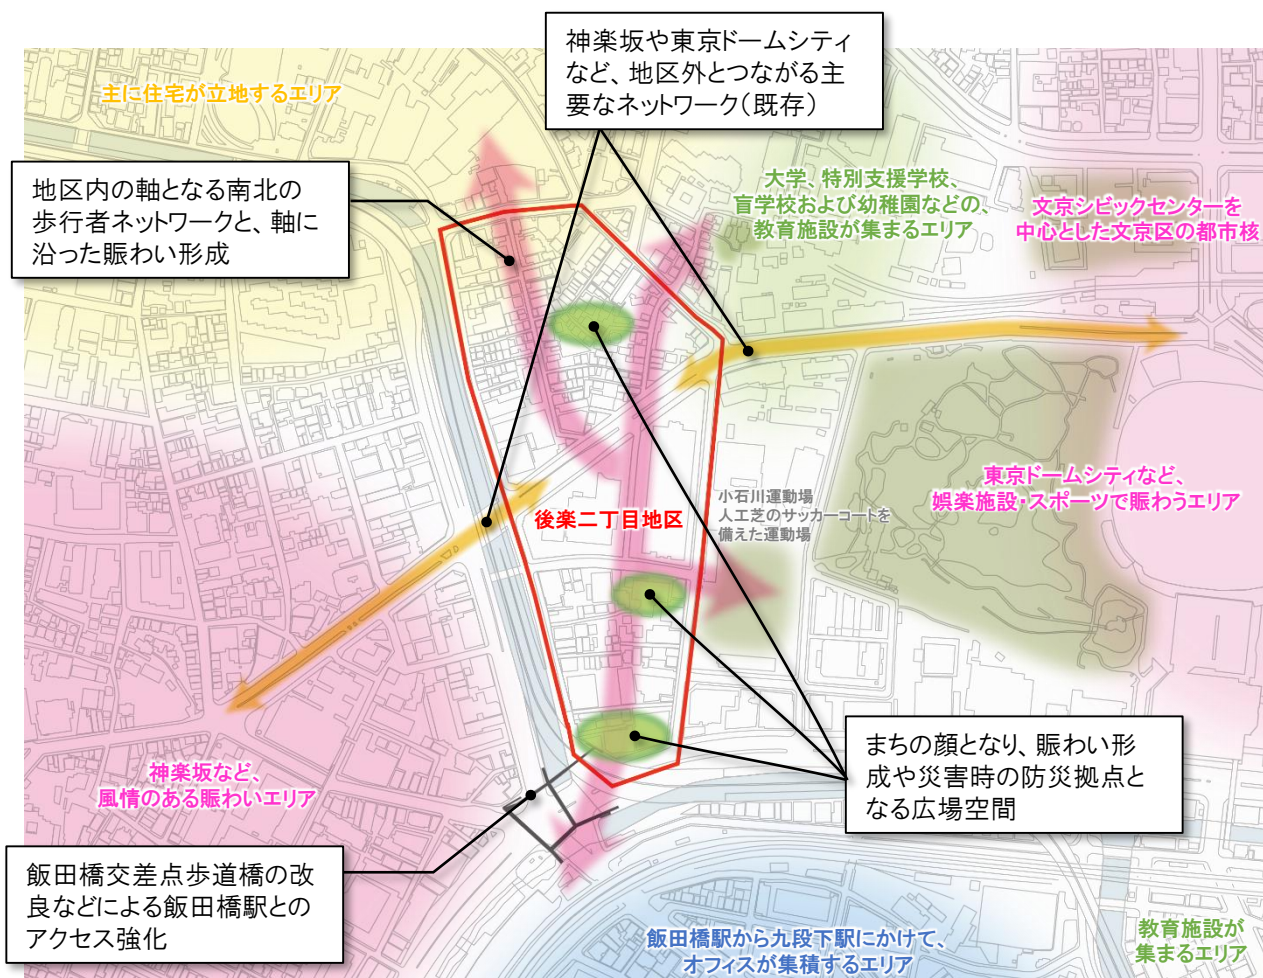 神楽坂や東京ドームシティ
など、地区外とつながる主
要なネットワーク(既存)
主に住宅が立地するエリア
地区内の軸となる南北の
歩行者ネットワークと、軸に
沿った賑わい形成
大学、特別支援学校、
盲学校および幼稚園などの、
教育施設が集まるエリア
文京シビックセンターを
中心とした文京区の都市核
東京ドームシティなど、
娯楽施設・スポーツで賑わうエリア
小石川運動場
人工芝のサッカーコートを
備えた運動場
後楽二丁目地区
神楽坂など、
風情のある賑わいエリア
まちの顔となり、賑わい形
成や災害時の防災拠点と
なる広場空間
飯田橋交差点歩道橋の改
良などによる飯田橋駅との
アクセス強化
飯田橋駅から九段下駅にかけて、
オフィスが集積するエリア
教育施設が
集まるエリア